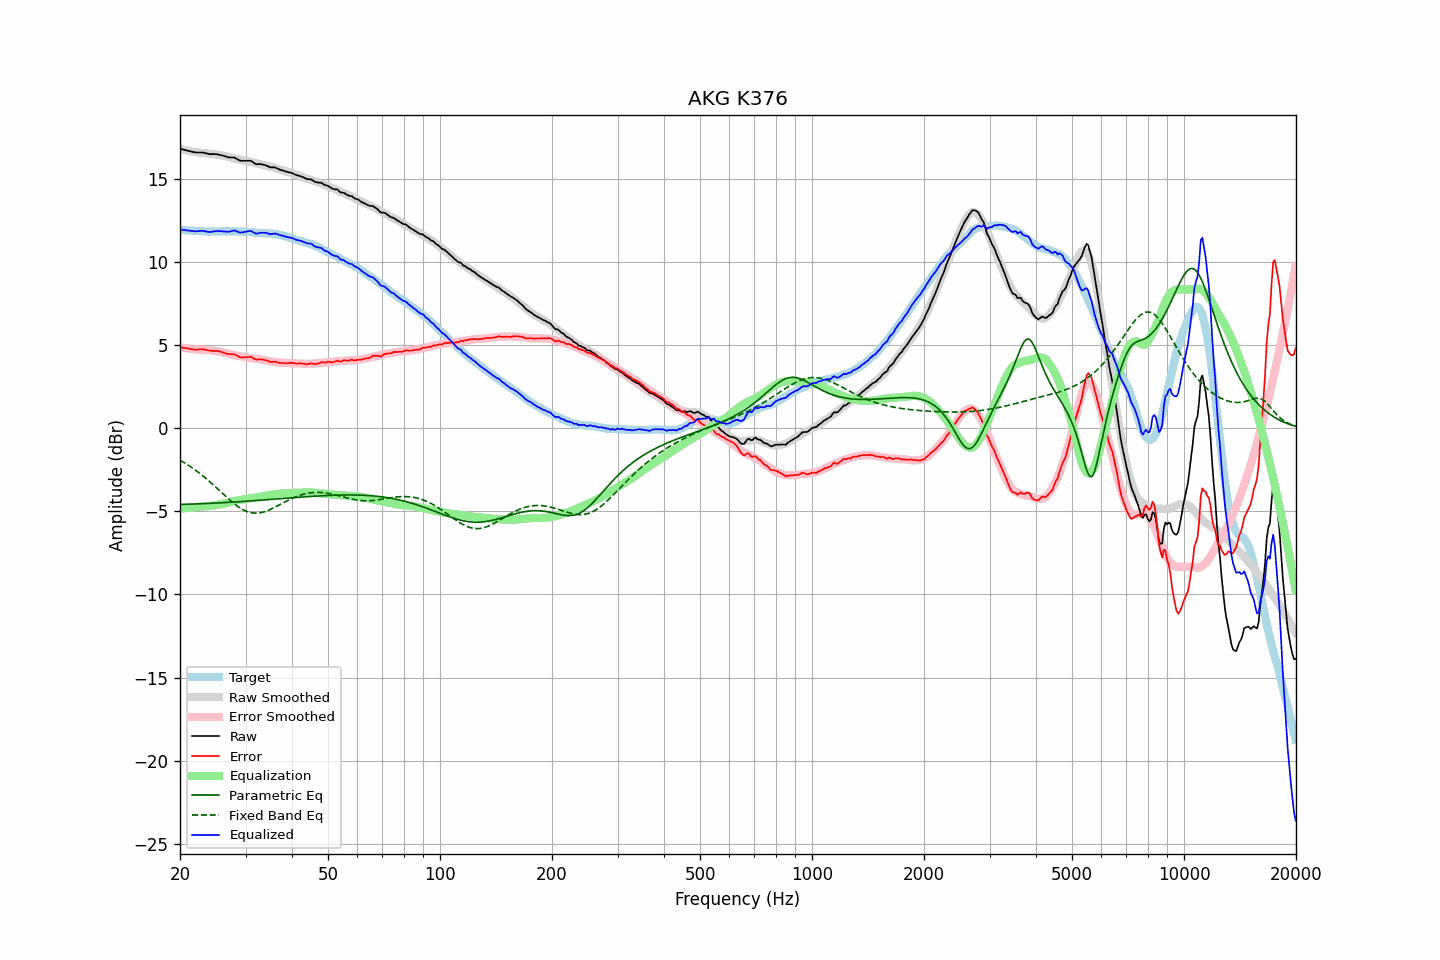 AKG K376
Amplitude (dBr)
15
10
5
0
−5
−10
−15
−20
−25
Target
Raw Smoothed
Error Smoothed
Raw
Error
Equalization
Parametric Eq
Fixed Band Eq
Equalized
20 50 100 200 500 1000 2000 5000 10000 20000
Frequency (Hz)